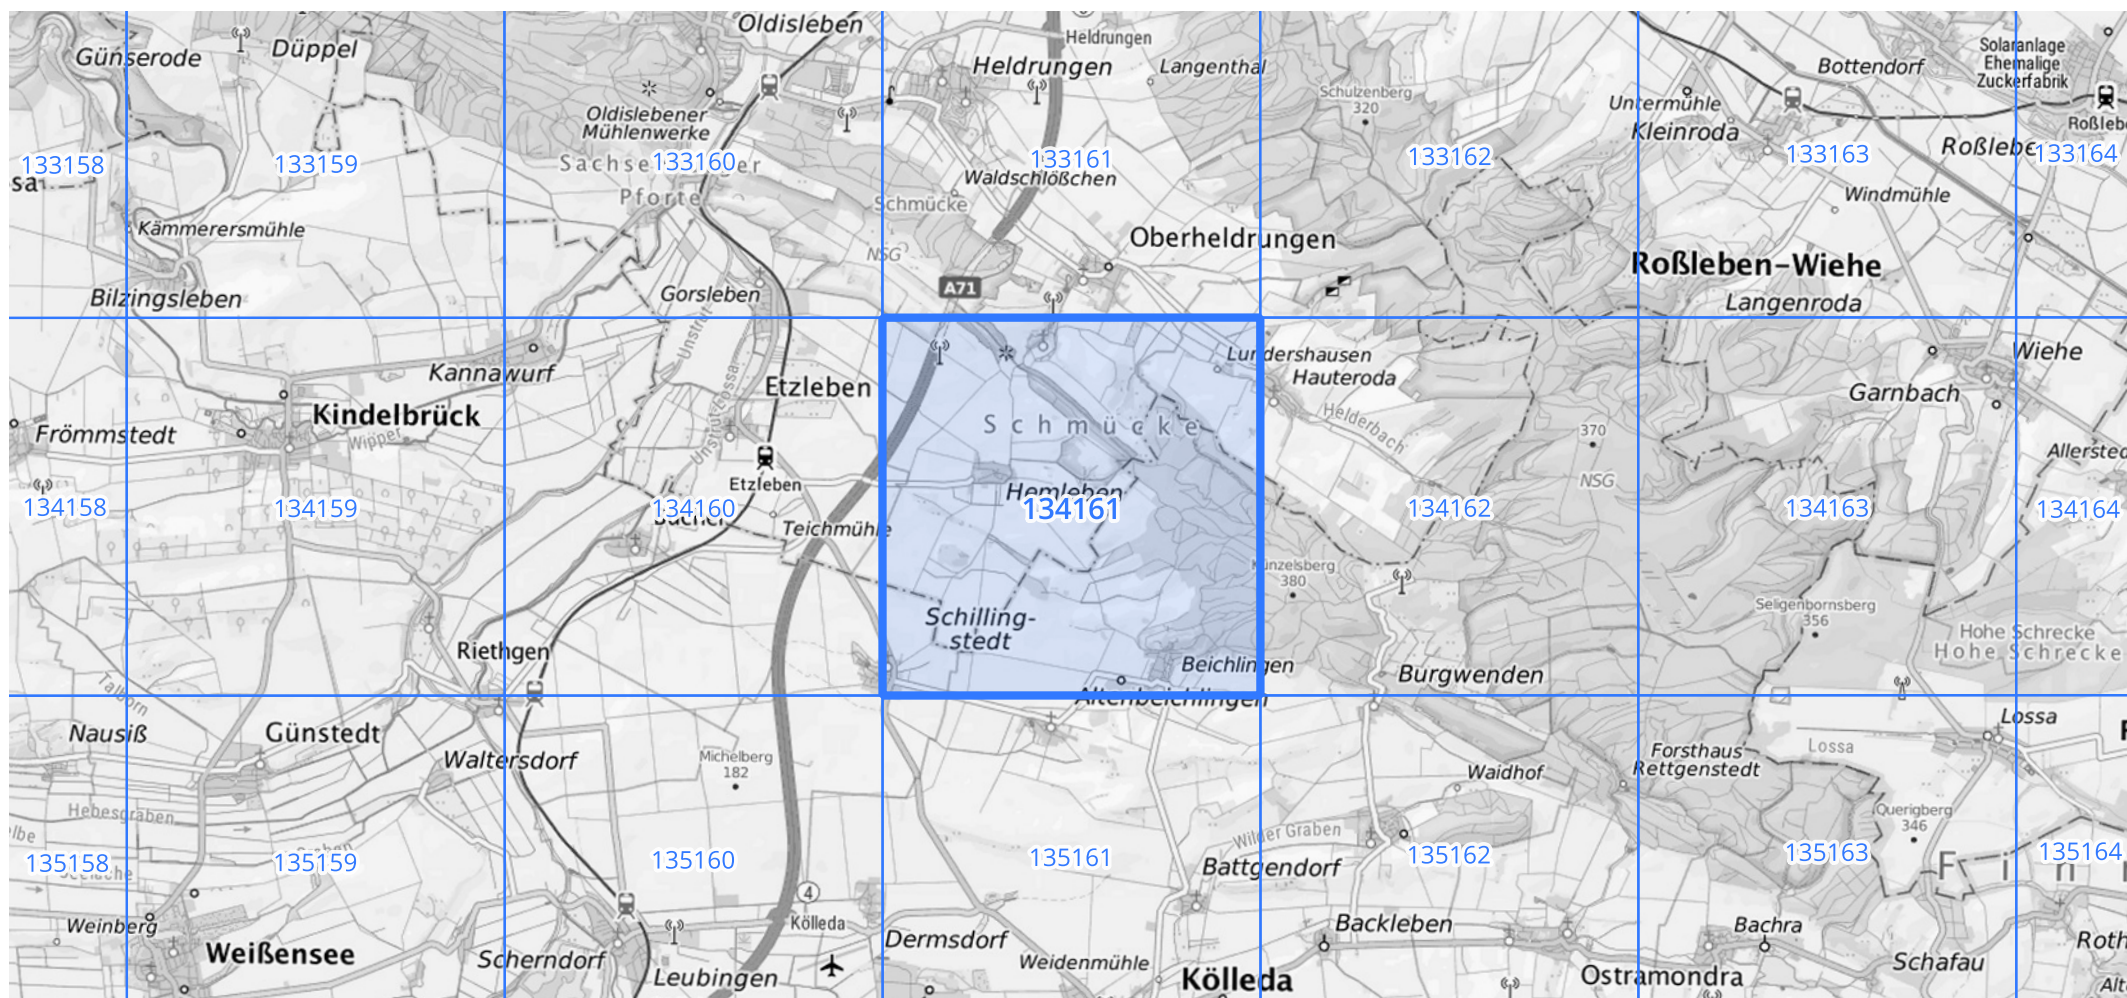 Oldisleben
Günserode
Düppel
Heldrungen
Heldrungen
Langenthal
Bottendorf
Solaranlage
Ehemalige
Zuckerfabrik
Schulzenberg
320
Untermühle
Kleinroda
Oldislebener
Mühlenwerke
133158
133159
133160
133161
133162
133163
133164
Pforte
Waldschlößchen
Schmücke
Windmühle
Kämmerersmühle
Oberheldrungen
NSG
Roßleben-Wiehe
Langenroda
A71
Gorsleben
Bilzingsleben
Unstrut
Kannawurf
Hauteroda
Wiehe
Garnbach
Etzleben
Kindelbrück
Frömmstedt
Wipper
Schmücke
Helderbach
370
NSG
Etzleben
Hemleben
134158
134159
134160
134161
134162
134163
134164
Teichmühle
380
Seligenbornsberg
356
Schilling-
stedt
Hohe Schrecke
Hohe Schrecke
Riethgen
Beichlingen
Burgwenden
Altenbeichlingen
Talborn
Nausiß
Günstedt
Waltersdorf
Michelberg
182
Lossa
Lossa
Forsthaus
Rettgenstedt
Waidhof
Hebesgraben
Querigberg
346
Wilder Graben
135158
135159
135160
135161
135162
135163
135164
Battgendorf
4
Kölleda
Weinberg
Weißensee
Scherndorf
Leubingen
Dermsdorf
Weidenmühle
Kölleda
Backleben
Bachra
Ostramondra
Schafau